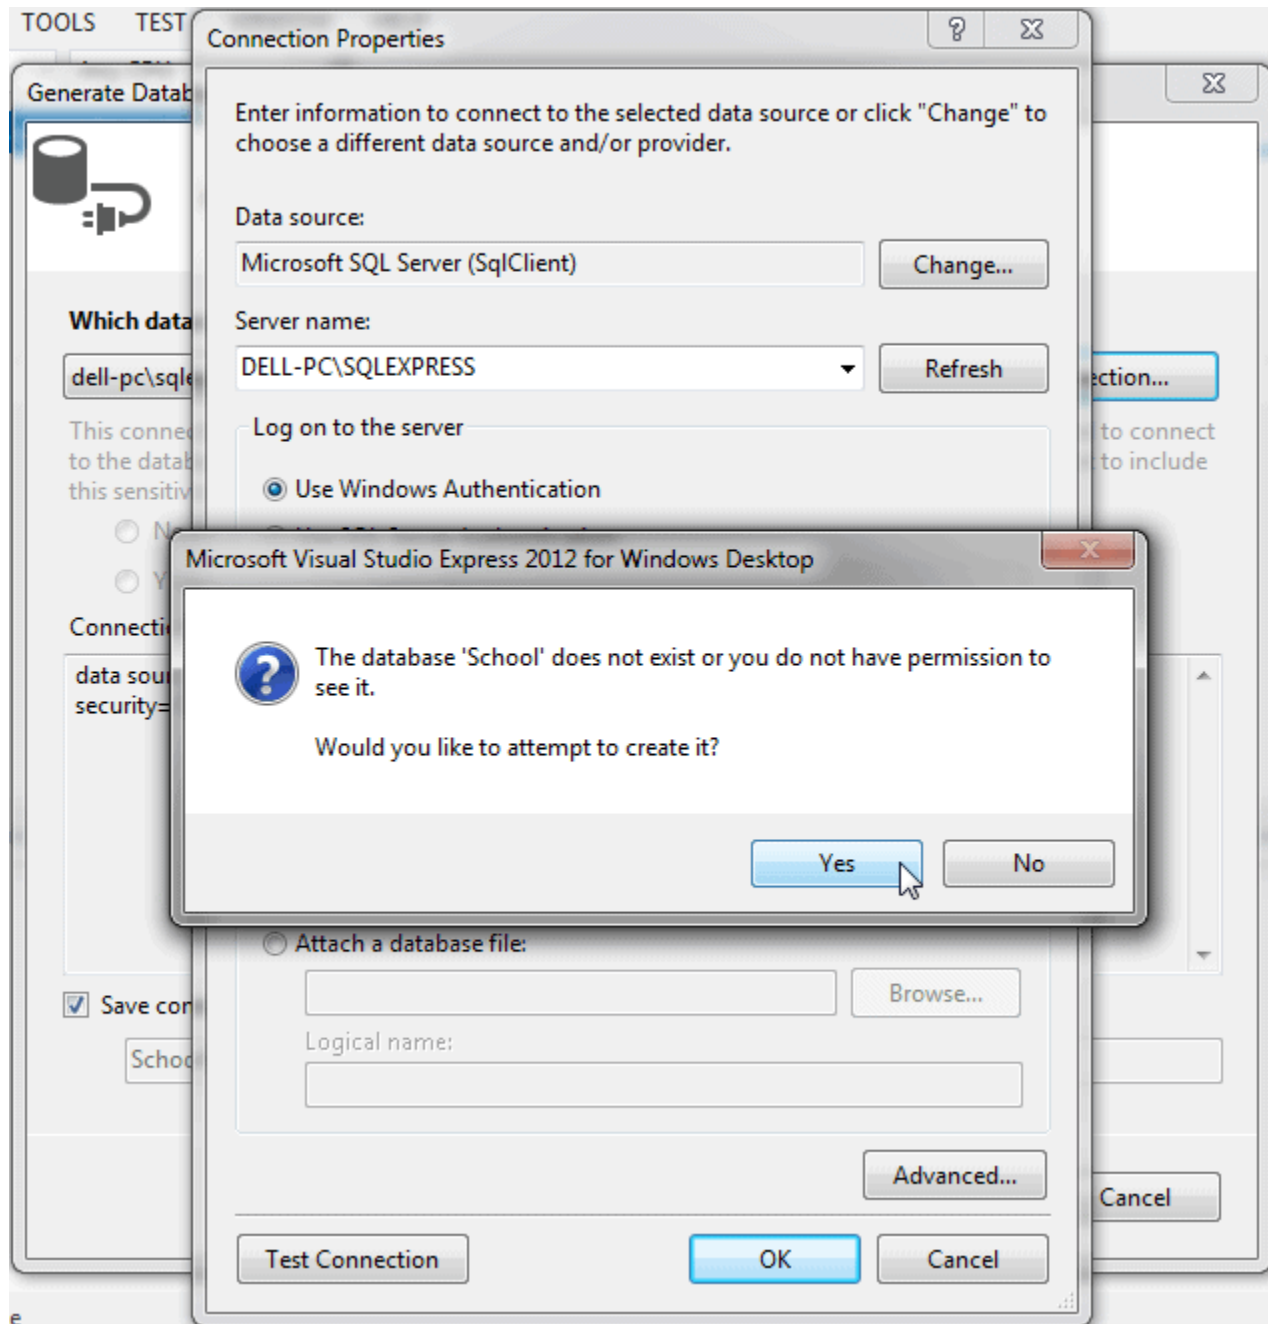 TOOLS TEST
Connection Properties
Generate Datab
Enter information to connect to the selected data source or click "Change" to
choose a different data source and/or provider.
Data source:
Microsoft SQL Server (SqlClient)
Change...
Which data
Server name:
dell-pc\sqle
DELL-PC\SQLEXPRESS
Refresh
ection...
This connec
Log on to the server
to connect
to the datab
to include
this sensitiv
Use Windows Authentication
Microsoft Visual Studio Express 2012 for Windows Desktop
Connecti
The database 'School' does not exist or you do not have permission to
see it.
data sour
security=
Would you like to attempt to create it?
Yes
No
Attach a database file:
Browse...
Save con
Logical name:
Schoo
Advanced...
Cancel
Test Connection
OK
Cancel